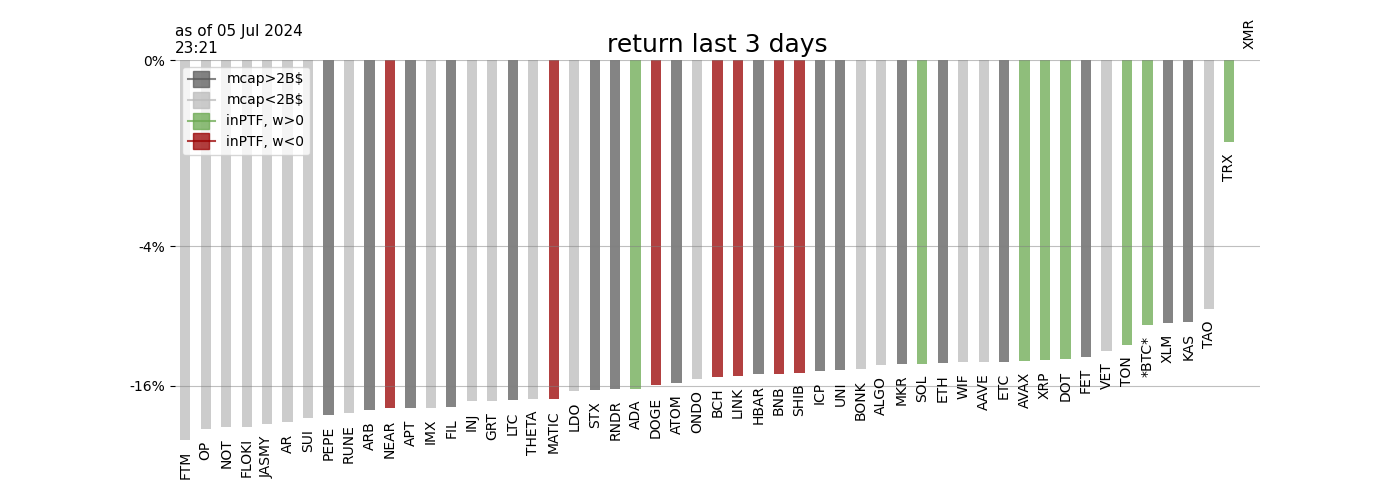 as of 05 Jul 2024
23:21
return last 3 days
XMR
0%
-4%
-16%
mcap>2B$
mcap<2B$
inPTF, w>0
inPTF, w<0
FTM
OP
NOT
FLOKI
JASMY
AR
SUI
PEPE
RUNE
ARB
NEAR
APT
IMX
FIL
INJ
GRT
LTC
THETA
MATIC
LDO
STX
RNDR
ADA
DOGE
ATOM
ONDO
BCH
LINK
HBAR
BNB
SHIB
ICP
UNI
BONK
ALGO
MKR
SOL
ETH
WIF
AAVE
ETC
AVAX
XRP
DOT
FET
VET
TON
*BTC*
XLM
KAS
TAO
TRX